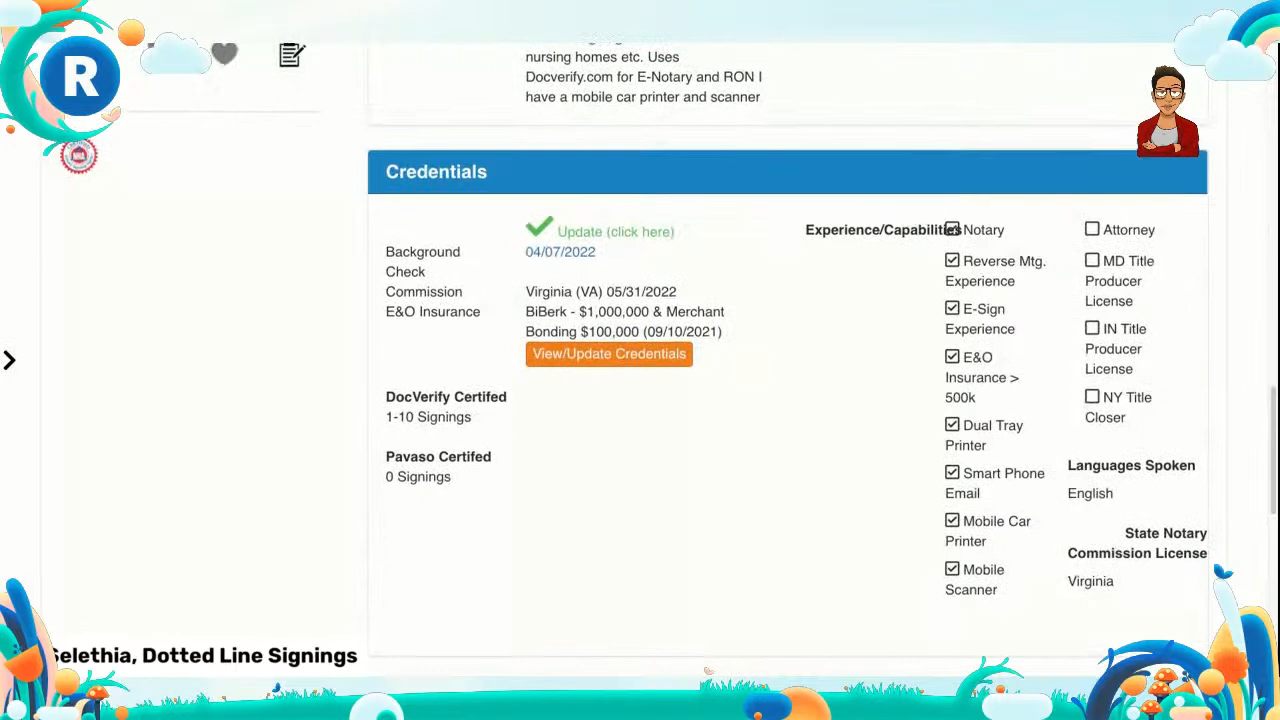 R
nursing homes etc. Uses
Docverify.com for E-Notary and RON I
have a mobile car printer and scanner
Credentials
Update (click here)
Background
Check
04/07/2022
Commission
Virginia (VA) 05/31/2022
E&O Insurance
BiBerk - $1,000,000 & Merchant
Bonding $100,000 (09/10/2021)
View/Update Credentials
DocVerify Certifed
1-10 Signings
Pavaso Certifed
0 Signings
Experience/Capabilities
Notary
Reverse Mtg.
Experience
E-Sign
Experience
E&O
Insurance >
500k
Dual Tray
Printer
Smart Phone
Email
Mobile Car
Printer
Mobile
Scanner
Attorney
MD Title
Producer
License
IN Title
Producer
License
NY Title
Closer
Languages Spoken
English
State Notary
Commission License
Virginia
Selethia, Dotted Line Signings